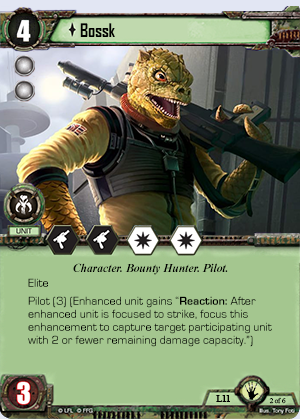 4
Bossk
UNIT
Character. Bounty Hunter. Pilot.
Elite
Pilot (3) (Enhanced unit gains “Reaction: After
enhanced unit is focused to strike, focus this
enhancement to capture target participating unit
with 2 or fewer remaining damage capacity.”)
3
L11
2 of 6
© LFL © FFG
Illus. Tony Foti